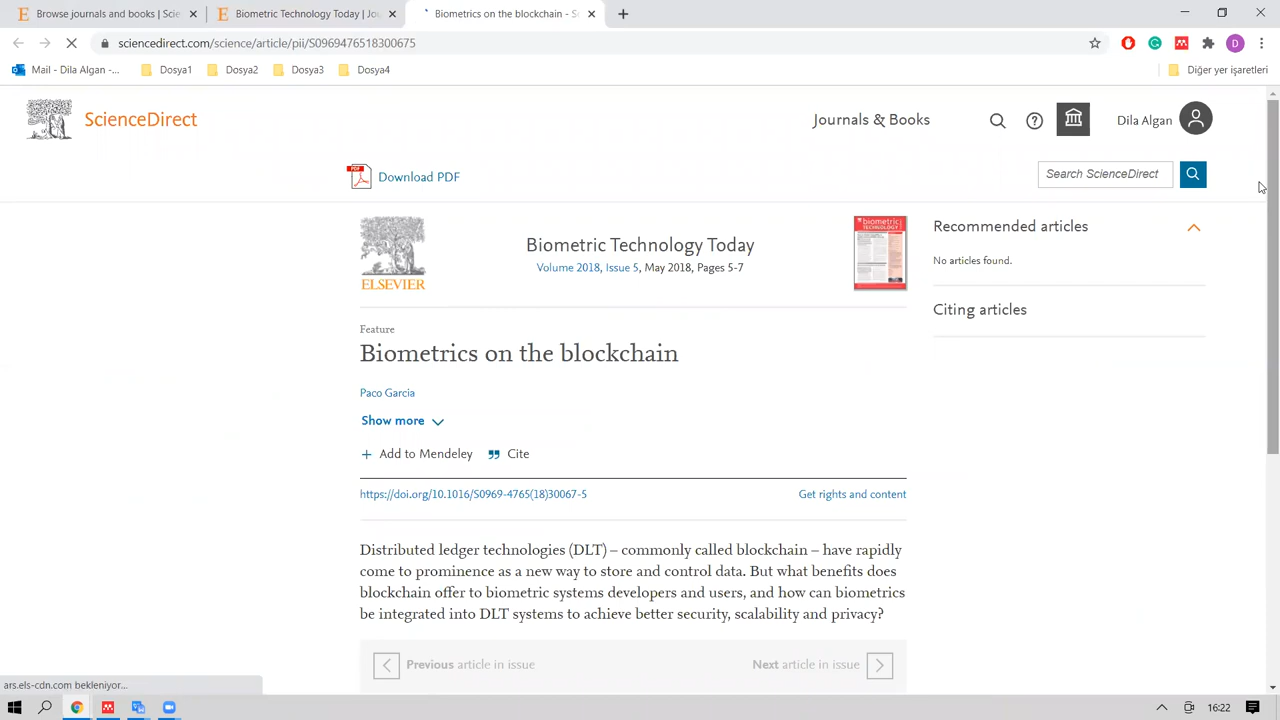 Browse journals and books | Scie
Biometric Technology Today | Jou
Biometrics on the blockchain - Sc
sciencedirect.com/science/article/pii/S0969476518300675
D
Mail - Dila Algan -...
Dosya1
Dosya2
Dosya3
Dosya4
Diğer yer işaretleri
ScienceDirect
Journals & Books
Dila Algan
PDF
Download PDF
Search ScienceDirect
ELSEVIER
Biometric Technology Today
Volume 2018, Issue 5, May 2018, Pages 5-7
biometric
TECHNOLOGY
Recommended articles
No articles found.
Citing articles
Feature
Biometrics on the blockchain
Paco Garcia
Show more
Add to Mendeley
Cite
https://doi.org/10.1016/S0969-4765(18)30067-5
Get rights and content
Distributed ledger technologies (DLT) – commonly called blockchain – have rapidly
come to prominence as a new way to store and control data. But what benefits does
blockchain offer to biometric systems developers and users, and how can biometrics
be integrated into DLT systems to achieve better security, scalability and privacy?
Previous article in issue
Next article in issue
ars.els-cdn.com bekleniyor...
16:22